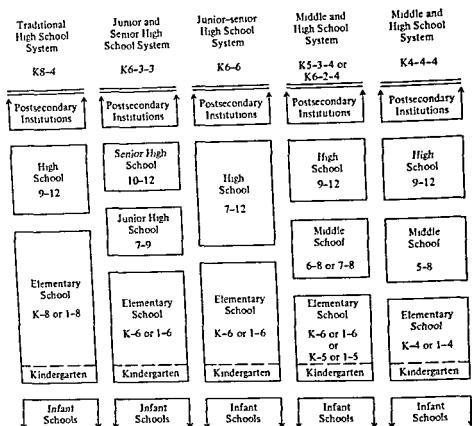 Traditional
High School
System
K8–4
Postsecondary
Institutions
High
School
9–12
Elementary
School
K–8 or 1–8
Kindergarten
Infant
Schools
Junior and
Senior High
School System
K6–3–3
Postsecondary
Institutions
Senior High
School
10–12
Junior High
School
7–9
Elementary
School
K–6 or 1–6
Kindergarten
Infant
Schools
Junior-senior
High School
System
K6–6
Postsecondary
Institutions
High
School
7–12
Elementary
School
K–6 or 1–6
Kindergarten
Infant
Schools
Middle and
High School
System
K5–3–4 or
K6–2–4
Postsecondary
Institutions
High
School
9–12
Middle
School
6–8 or 7–8
Elementary
School
K–6 or 1–6
or
K–5 or 1–5
Kindergarten
Infant
Schools
Middle and
High School
System
K4–4–4
Postsecondary
Institutions
High
School
9–12
Middle
School
5–8
Elementary
School
K–4 or 1–4
Kindergarten
Infant
Schools